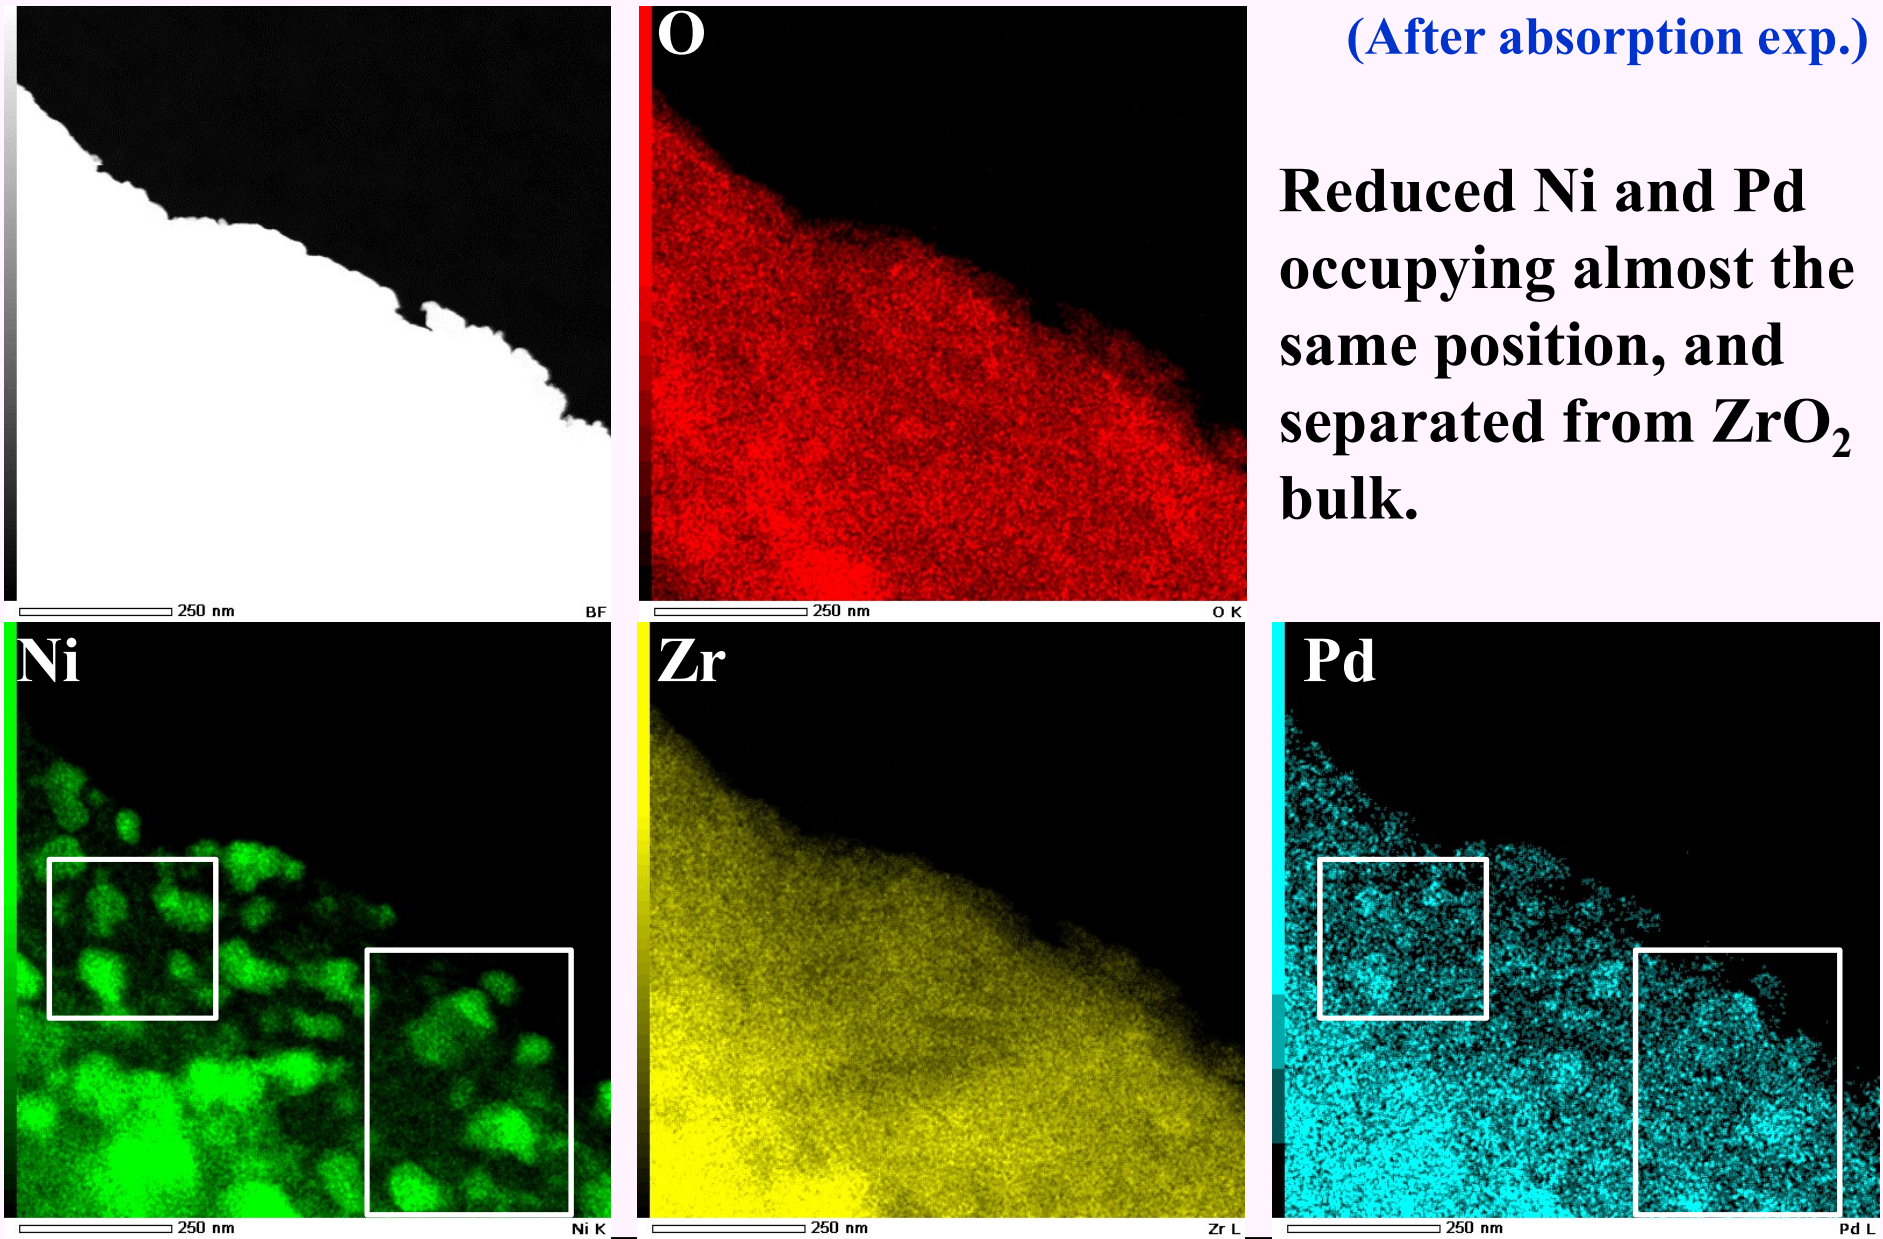 O
(After absorption exp.)
Reduced Ni and Pd
occupying almost the
same position, and
separated from ZrO₂
bulk.
250 nm
BF
250 nm
O K
Ni
Zr
Pd
250 nm
Ni K
250 nm
Zr L
250 nm
Pd L